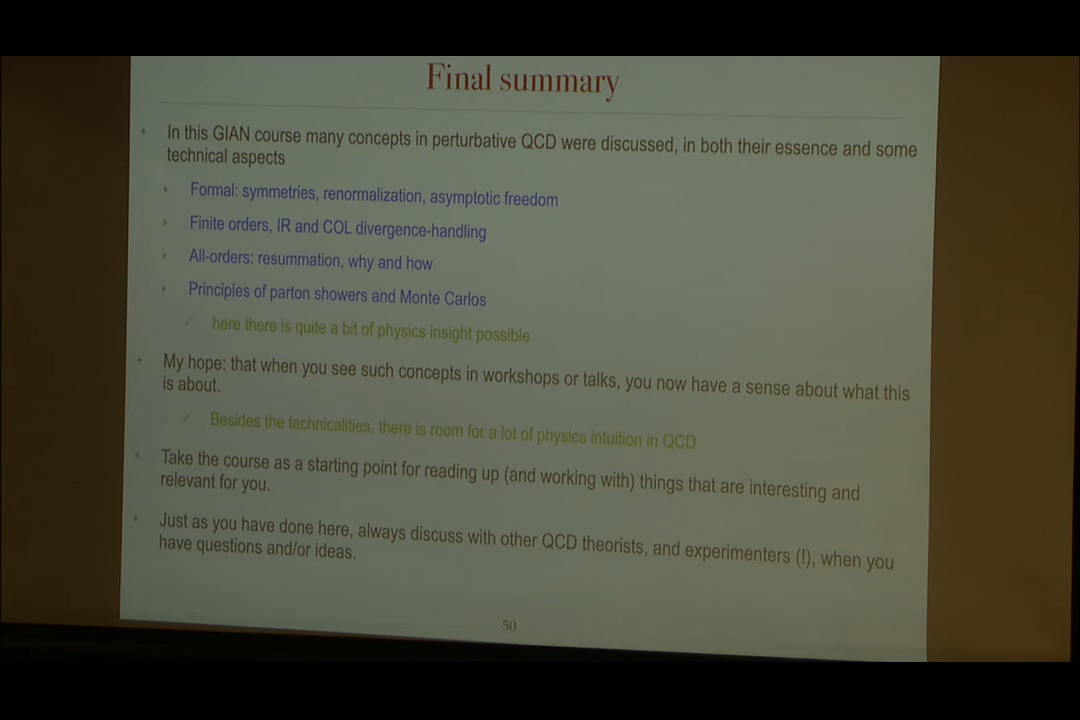 Final summary
In this GIAN course many concepts in perturbative QCD were discussed, in both their essence and some
technical aspects
Formal: symmetries, renormalization, asymptotic freedom
Finite orders, IR and COL divergence-handling
All-orders: resummation, why and how
Principles of parton showers and Monte Carlos
here there is quite a bit of physics insight possible
My hope: that when you see such concepts in workshops or talks, you now have a sense about what this
is about.
Besides the technicalities, there is room for a lot of physics intuition in QCD
Take the course as a starting point for reading up (and working with) things that are interesting and
relevant for you.
Just as you have done here, always discuss with other QCD theorists, and experimenters (!), when you
have questions and/or ideas.
50